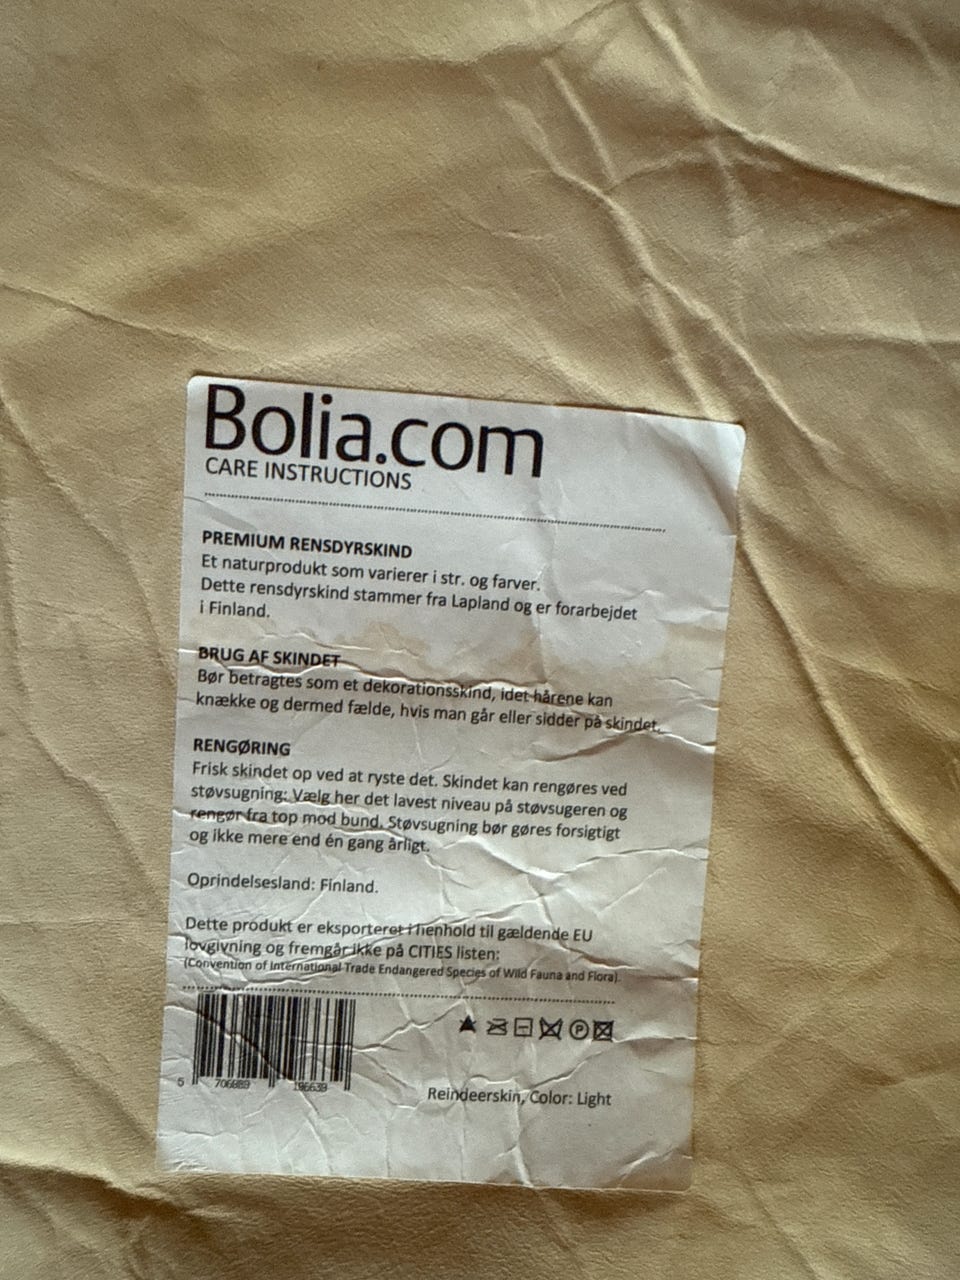 Bolia.com
CARE INSTRUCTIONS
PREMIUM RENSDYRSKIND
Et naturprodukt som varierer i str. og farver.
Dette rensdyrskind stammer fra Lapland og er forarbejdet
i Finland.
BRUG AF SKINDET
Bør betragtes som et dekorationsskind, idet hårene kan
knække og dermed fælde, hvis man går eller sidder på skindet.
RENGØRING
Frisk skindet op ved at ryste det. Skindet kan rengøres ved
støvsugning: Vælg her det lavest niveau på støvsugeren og
rengør fra top mod bund. Støvsugning bør gøres forsigtigt
og ikke mere end én gang årligt.
Oprindelsesland: Finland.
Dette produkt er eksporteret i henhold til gældende EU
lovgivning og fremgår ikke på CITIES listen:
(Convention of International Trade Endangered Species of Wild Fauna and Flora).
P
5 706889
Reindeerskin, Color: Light